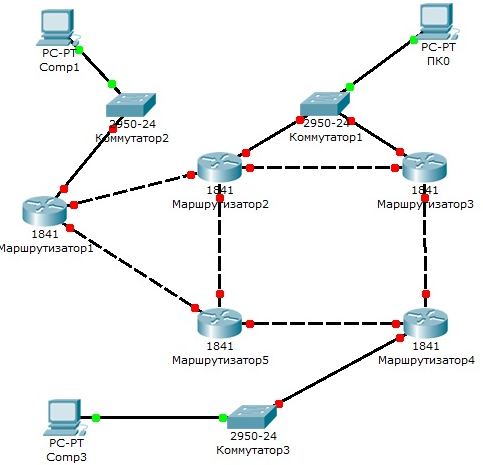 PC-PT
Comp1
PC-PT
ПК0
2950-24
Коммутатор2
2950-24
Коммутатор1
1841
Маршрутизатор2
1841
Маршрутизатор3
1841
Маршрутизатор1
1841
Маршрутизатор5
1841
Маршрутизатор4
PC-PT
Comp3
2950-24
Коммутатор3